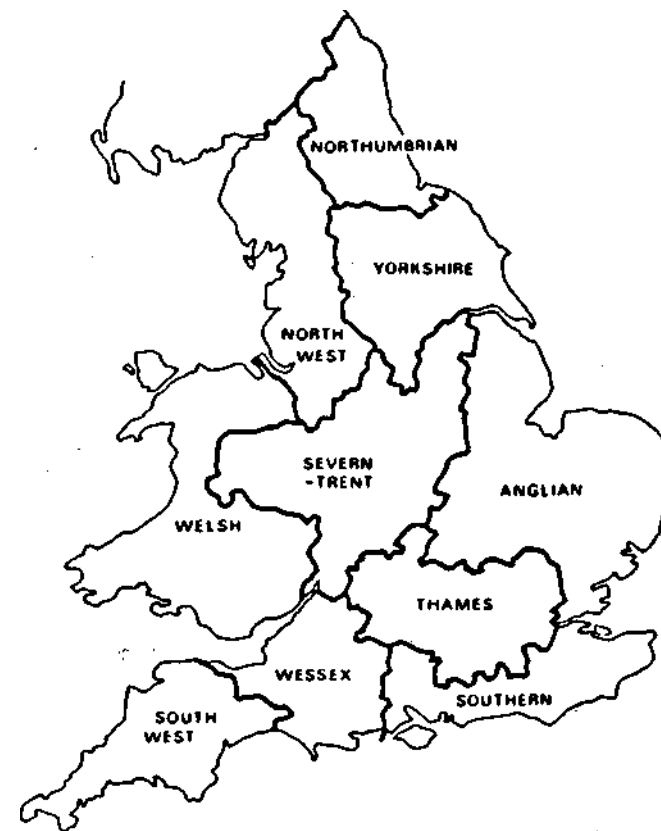 NORTHUMBRIAN
YORKSHIRE
NORTH
WEST
SEVERN
-TRENT
ANGLIAN
WELSH
THAMES
WESSEX
SOUTHERN
SOUTH
WEST